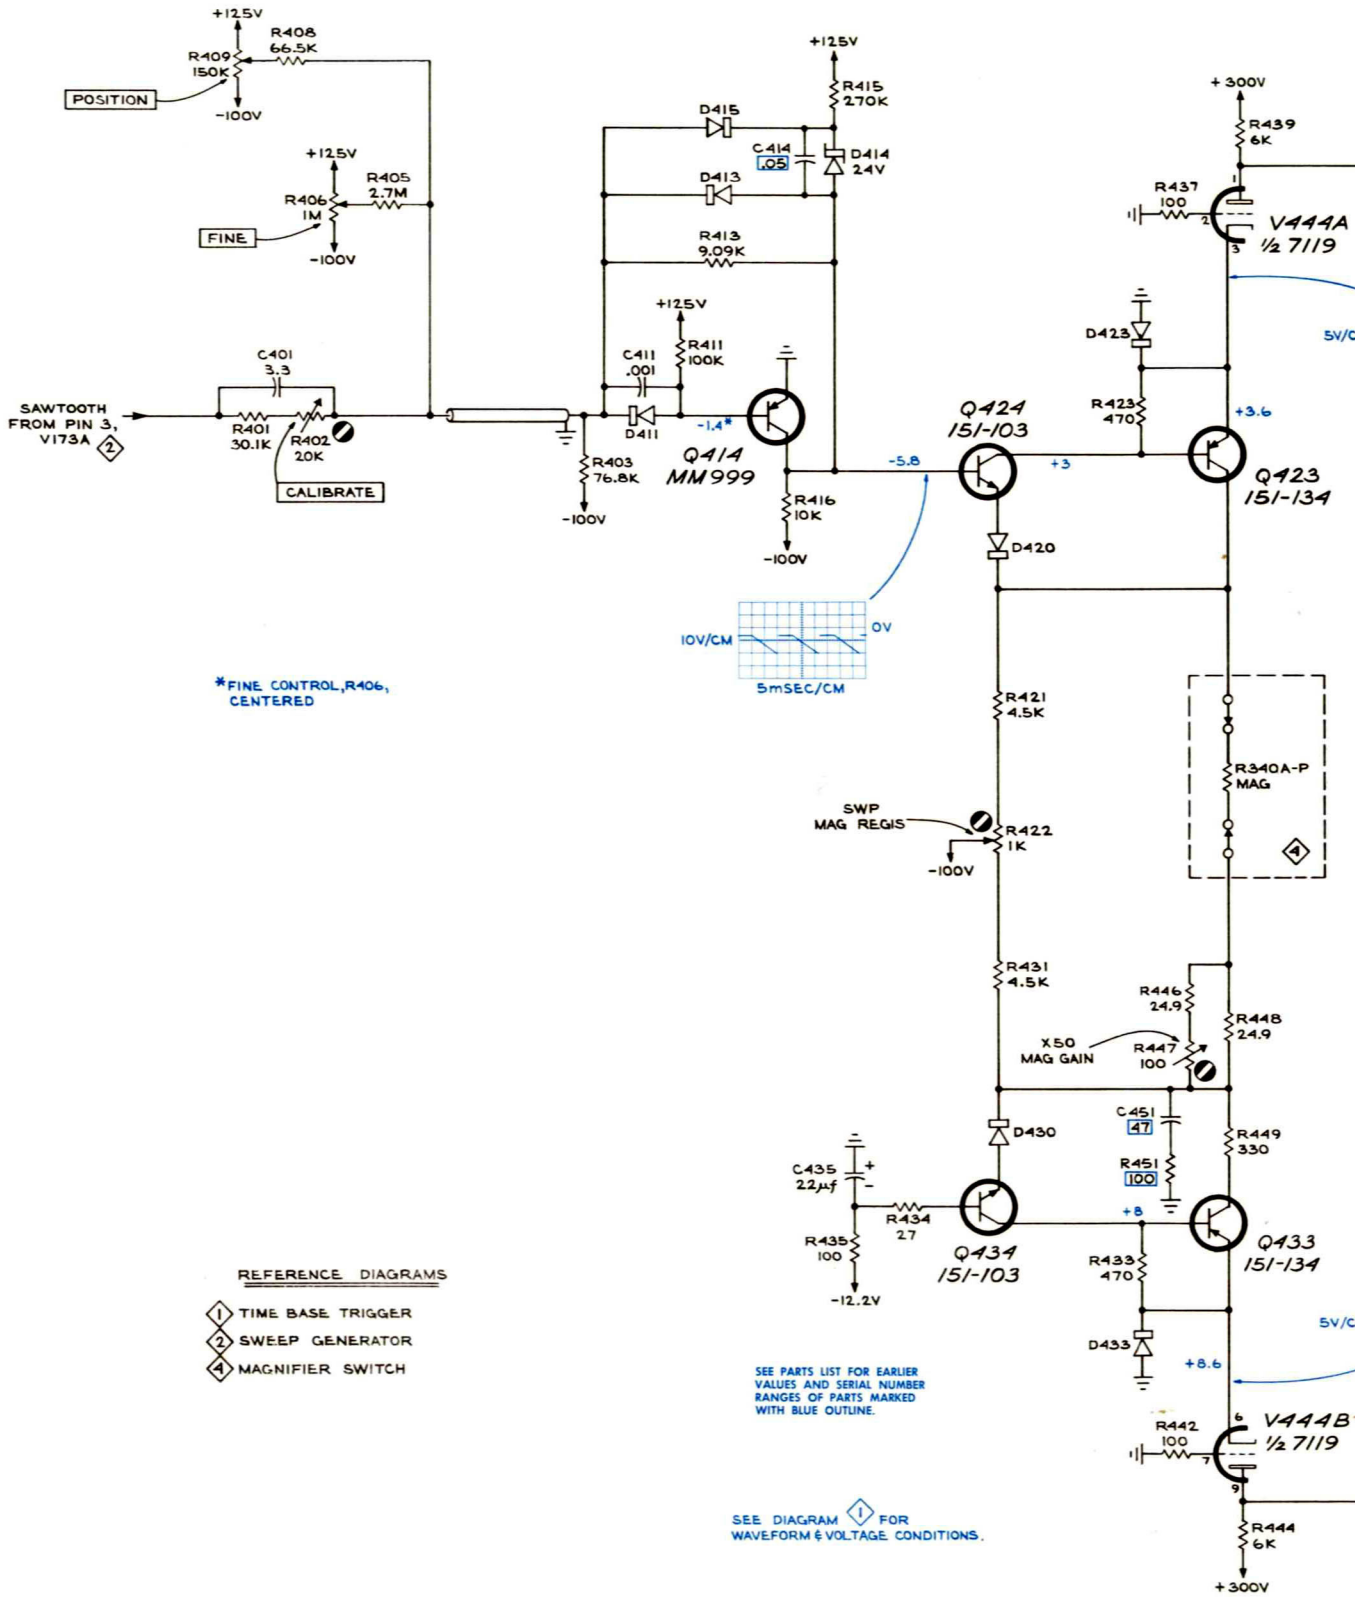 +125V
R409
150K
R408
66.5K
POSITION
-100V
+125V
R406
1M
R405
2.7M
FINE
-100V
C401
3.3
SAWTOOTH
FROM PIN 3,
V173A 2
R401
30.1K
R402
20K
CALIBRATE
+125V
R415
270K
D415
C414
.05
D414
24V
D413
R413
9.09K
+125V
C411
.001
R411
100K
D411
-1.4*
Q414
MM999
R403
76.8K
-100V
R416
10K
-100V
-5.8
Q424
151-103
+3
D420
10V/CM
0V
5mSEC/CM
*FINE CONTROL, R406,
CENTERED
+300V
R439
6K
R437
100
1
2
3
V444A
1/2 7119
D423
5V/C
R423
470
+3.6
Q423
151-134
R421
4.5K
R340A-P
MAG
4
SWP
MAG REGIS
R422
1K
-100V
R431
4.5K
R446
24.9
R448
24.9
X50
MAG GAIN
R447
100
C451
47
R449
330
R451
100
D430
C435
22µf
+
-
R434
27
R435
100
-12.2V
Q434
151-103
+8
R433
470
Q433
151-134
D433
5V/C
+8.6
R442
100
6
7
9
V444B
1/2 7119
R444
6K
+300V
REFERENCE DIAGRAMS
1 TIME BASE TRIGGER
2 SWEEP GENERATOR
4 MAGNIFIER SWITCH
SEE PARTS LIST FOR EARLIER
VALUES AND SERIAL NUMBER
RANGES OF PARTS MARKED
WITH BLUE OUTLINE.
SEE DIAGRAM 1 FOR
WAVEFORM & VOLTAGE CONDITIONS.